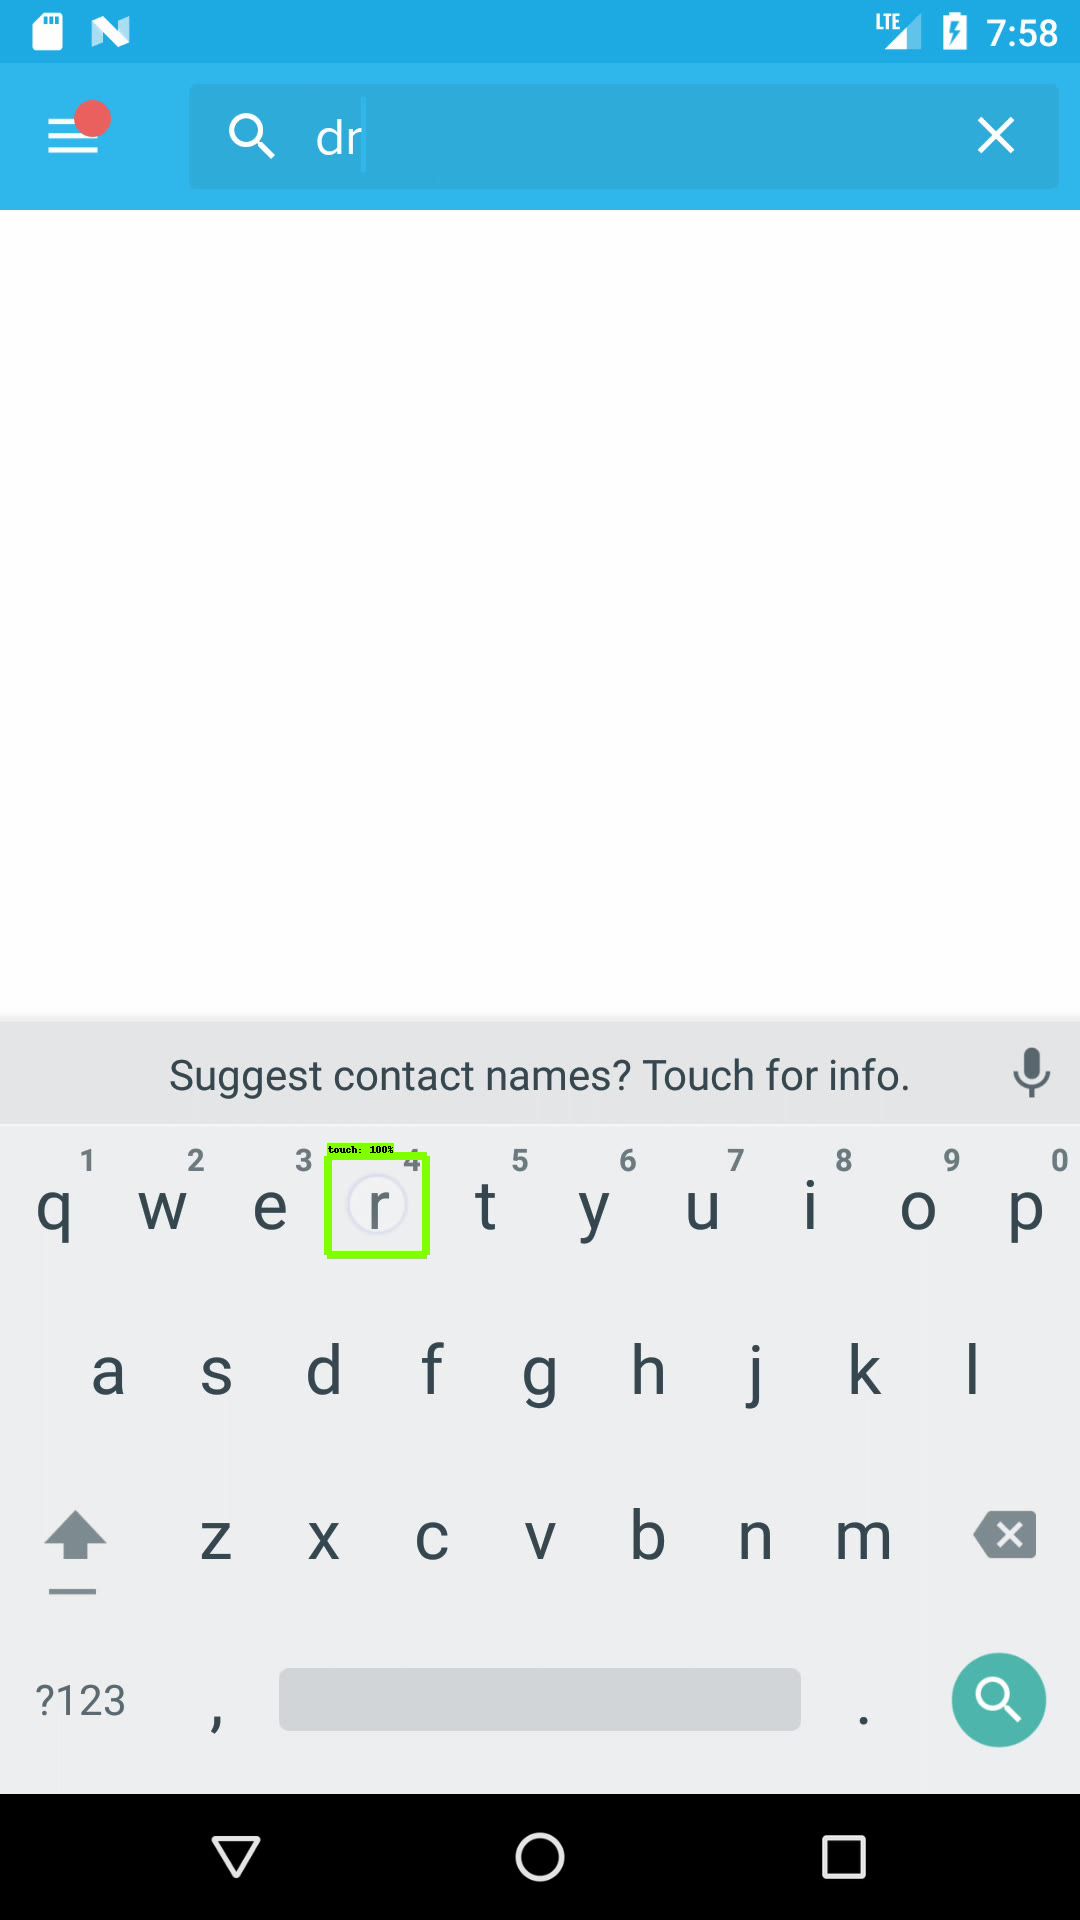 LTE 7:58
dr
Suggest contact names? Touch for info.
touch: 100%
1 2 3 4 5 6 7 8 9 0
q w e r t y u i o p
a s d f g h j k l
z x c v b n m
?123 , .